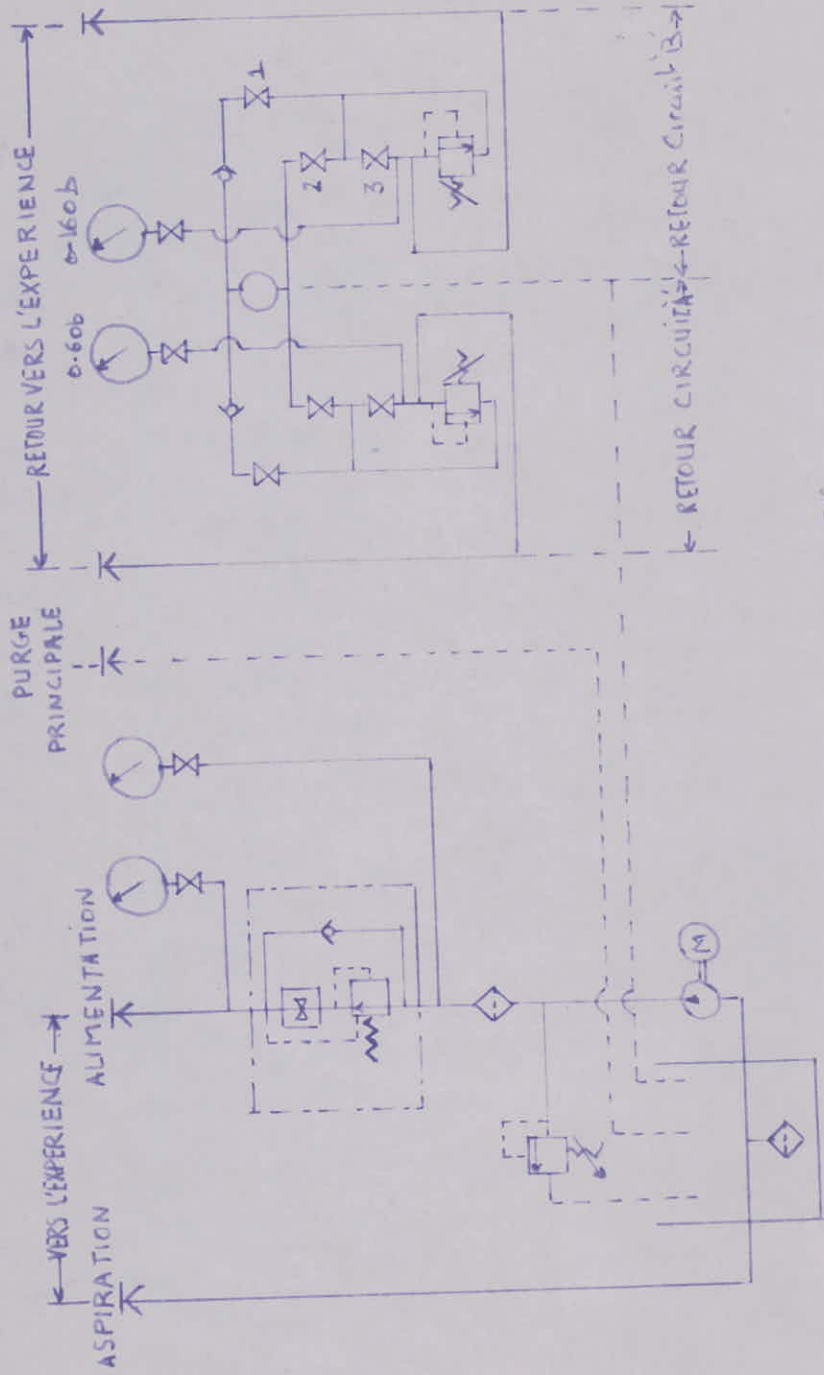 VERS L'EXPERIENCE
ASPIRATION
ALIMENTATION
PURGE
PRINCIPALE
RETOUR VERS L'EXPERIENCE
0-60b
0-160b
1
2
3
M
RETOUR CIRCUIT A
RETOUR Circuit B